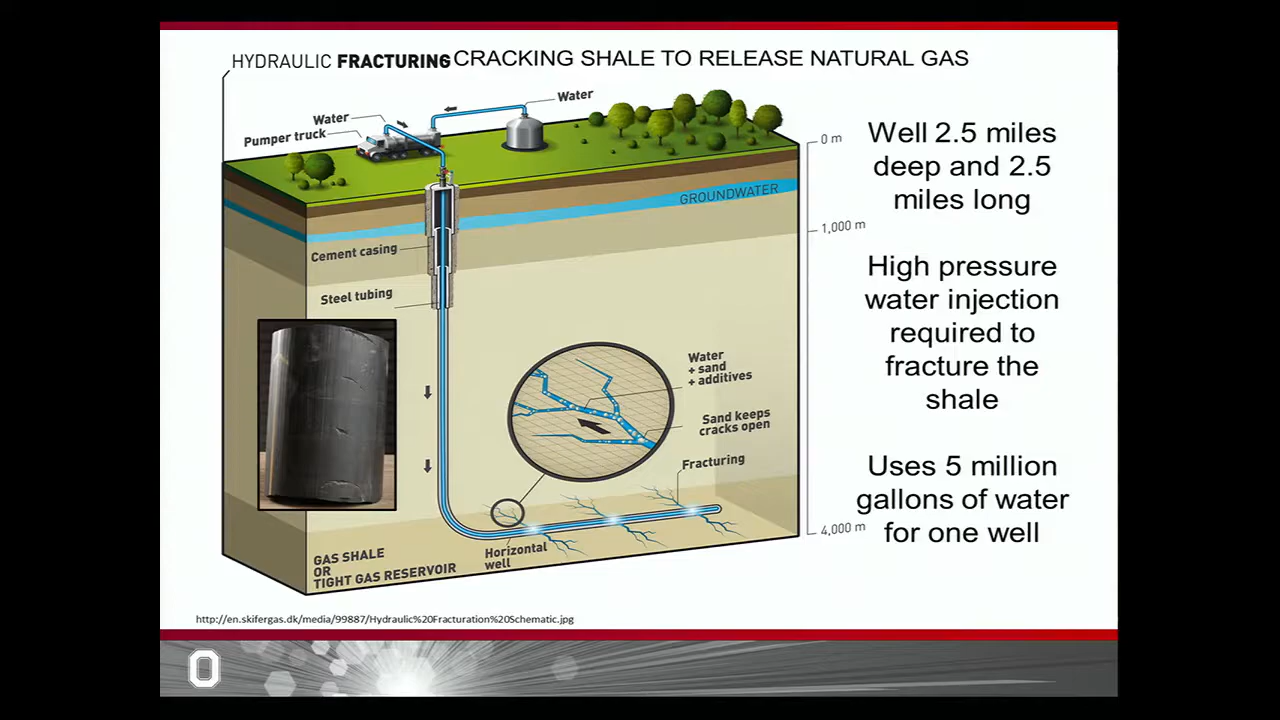 HYDRAULIC FRACTURING CRACKING SHALE TO RELEASE NATURAL GAS
Water
Water
Pumper truck
GROUNDWATER
Cement casing
Steel tubing
Water
+ sand
+ additives
Sand keeps
cracks open
Fracturing
Horizontal
well
GAS SHALE
OR
TIGHT GAS RESERVOIR
0 m
1,000 m
4,000 m
Well 2.5 miles
deep and 2.5
miles long
High pressure
water injection
required to
fracture the
shale
Uses 5 million
gallons of water
for one well
http://en.skifergas.dk/media/99887/Hydraulic%20Fracturation%20Schematic.jpg
O